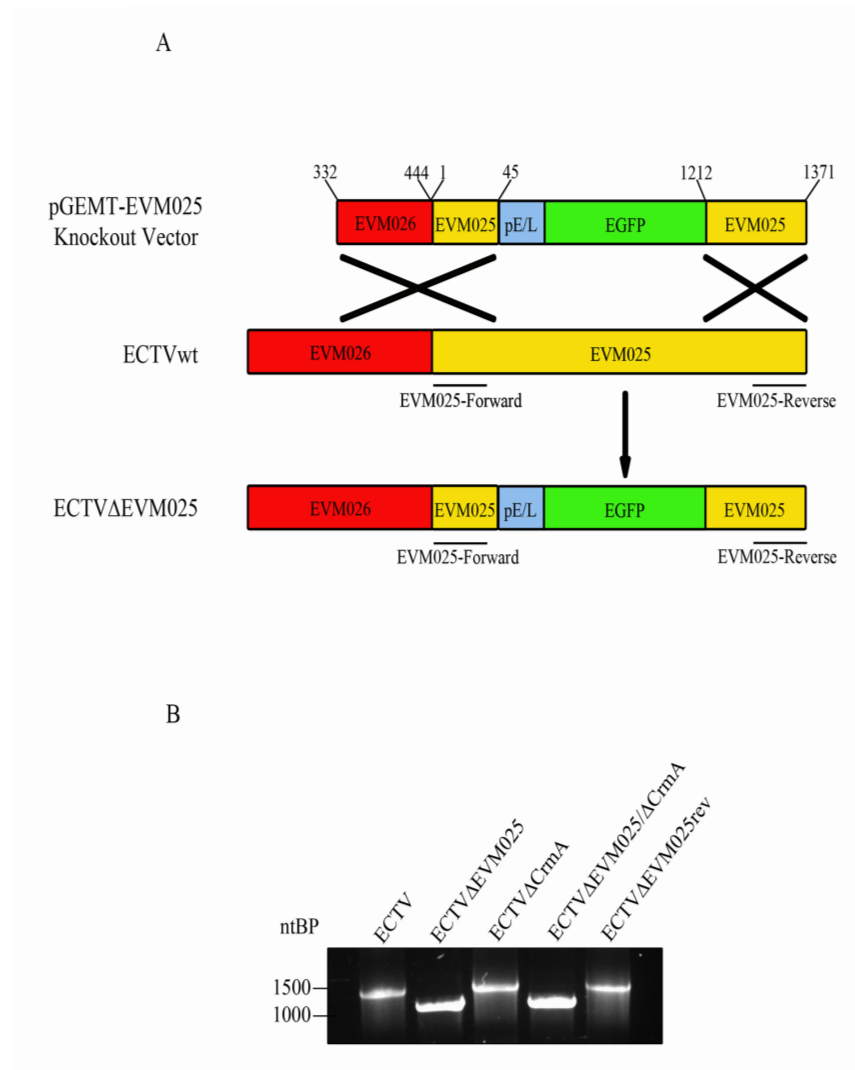 A
332 444 1 45 1212 1371
pGEMT-EVM025
Knockout Vector
EVM026 EVM025 pE/L EGFP EVM025
ECTVwt
EVM026 EVM025
EVM025-Forward EVM025-Reverse
ECTVΔEVM025
EVM026 EVM025 pE/L EGFP EVM025
EVM025-Forward EVM025-Reverse
B
ntBP
ECTV
ECTVΔEVM025
ECTVΔCrmA
ECTVΔEVM025/ΔCrmA
ECTVΔEVM025rev
1500
1000